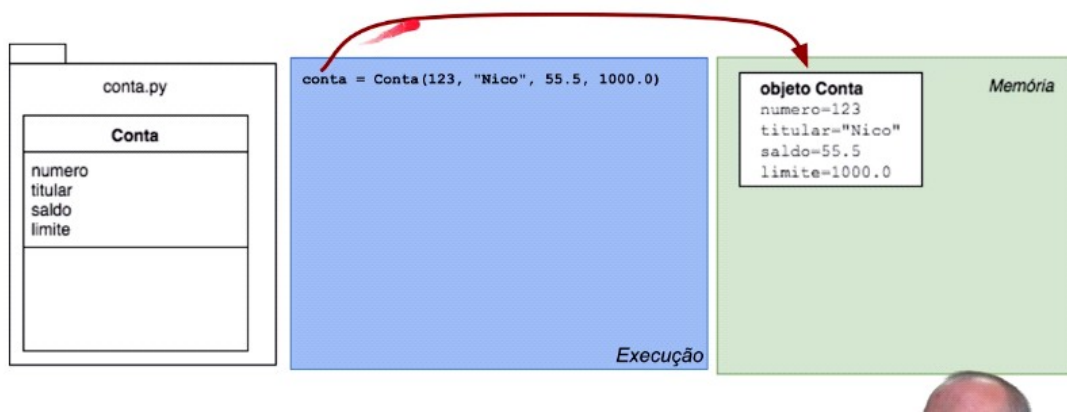 conta.py
Conta
numero
titular
saldo
limite
conta = Conta(123, "Nico", 55.5, 1000.0)
Execução
Memória
objeto Conta
numero=123
titular="Nico"
saldo=55.5
limite=1000.0